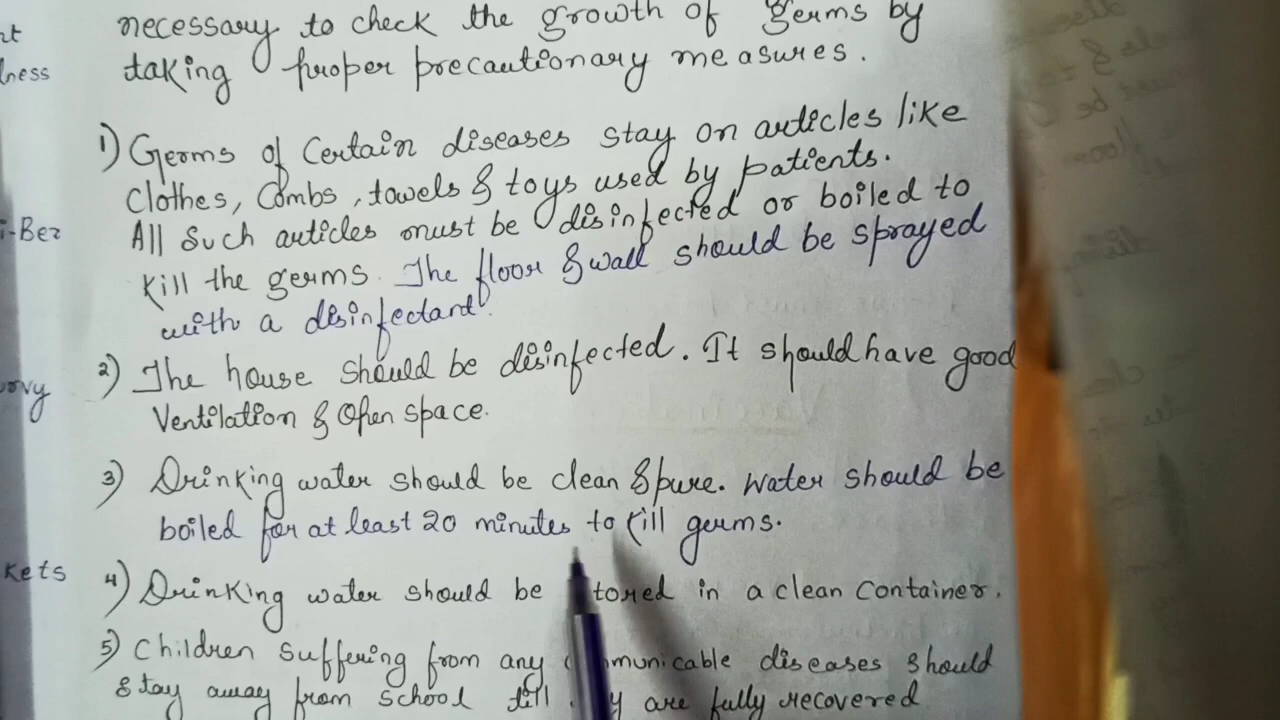 necessary to check the growth of germs by
taking proper precautionary measures.
1) Germs of Certain diseases stay on articles like
Clothes, Combs, towels & toys used by patients.
All Such articles must be disinfected or boiled to
Kill the germs. The floor & wall should be sprayed
with a disinfectant.
2) The house should be disinfected. It should have good
Ventilation & Open space.
3) Drinking water should be clean & pure. Water should be
boiled for at least 20 minutes to kill germs.
4) Drinking water should be stored in a clean Container.
5) Children Suffering from any communicable diseases should
stay away from School till are fully recovered
lness
i-Ber
kets